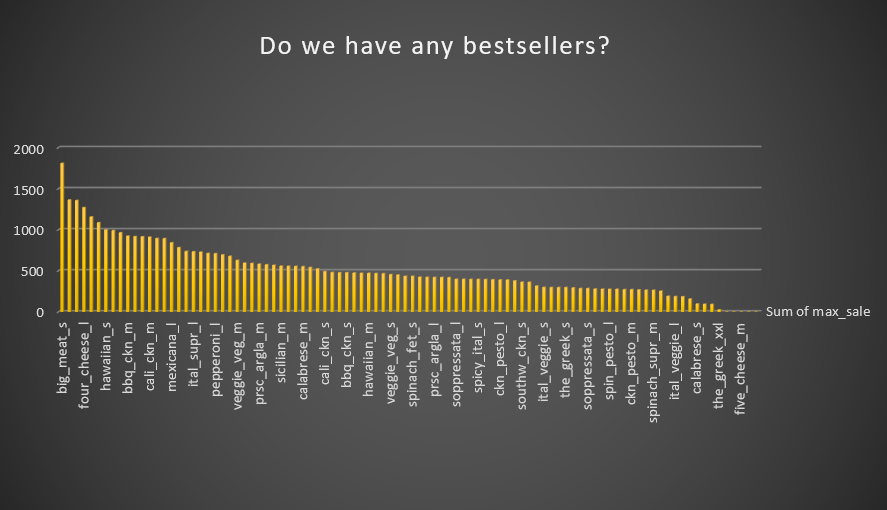 Do we have any bestsellers?
2000
1500
1000
500
0
big_meat_s
four_cheese_l
hawaiian_s
bbq_ckn_m
cali_ckn_m
mexicana_l
ital_supr_l
pepperoni_l
veggie_veg_m
prsc_argla_m
sicilian_m
calabrese_m
cali_ckn_s
bbq_ckn_s
hawaiian_m
veggie_veg_s
spinach_fet_s
prsc_argla_l
soppressata_l
spicy_ital_s
ckn_pesto_l
southw_ckn_s
ital_veggie_s
the_greek_s
soppressata_s
spin_pesto_l
ckn_pesto_m
spinach_supr_m
ital_veggie_l
calabrese_s
the_greek_xxl
five_cheese_m
Sum of max_sale